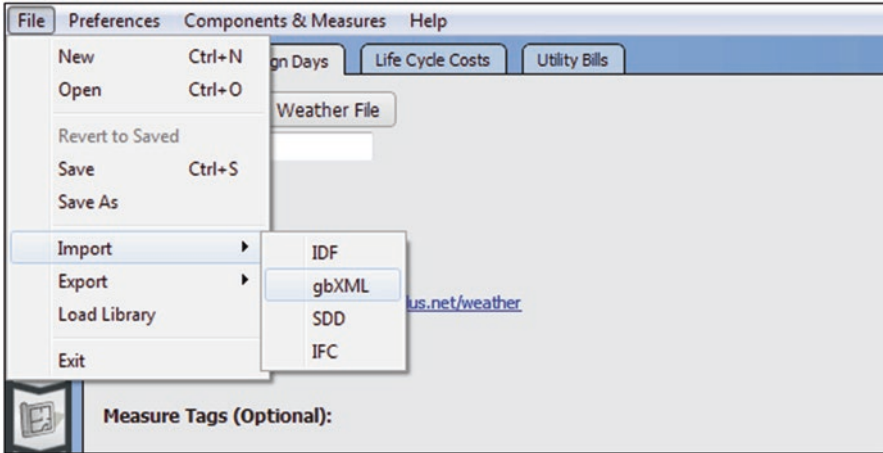 File Preferences Components & Measures Help
New Ctrl+N
gn Days Life Cycle Costs Utility Bills
Open Ctrl+O
Weather File
Revert to Saved
Save Ctrl+S
Save As
Import
IDF
Export
gbXML
lus.net/weather
Load Library
SDD
Exit
IFC
Measure Tags (Optional):